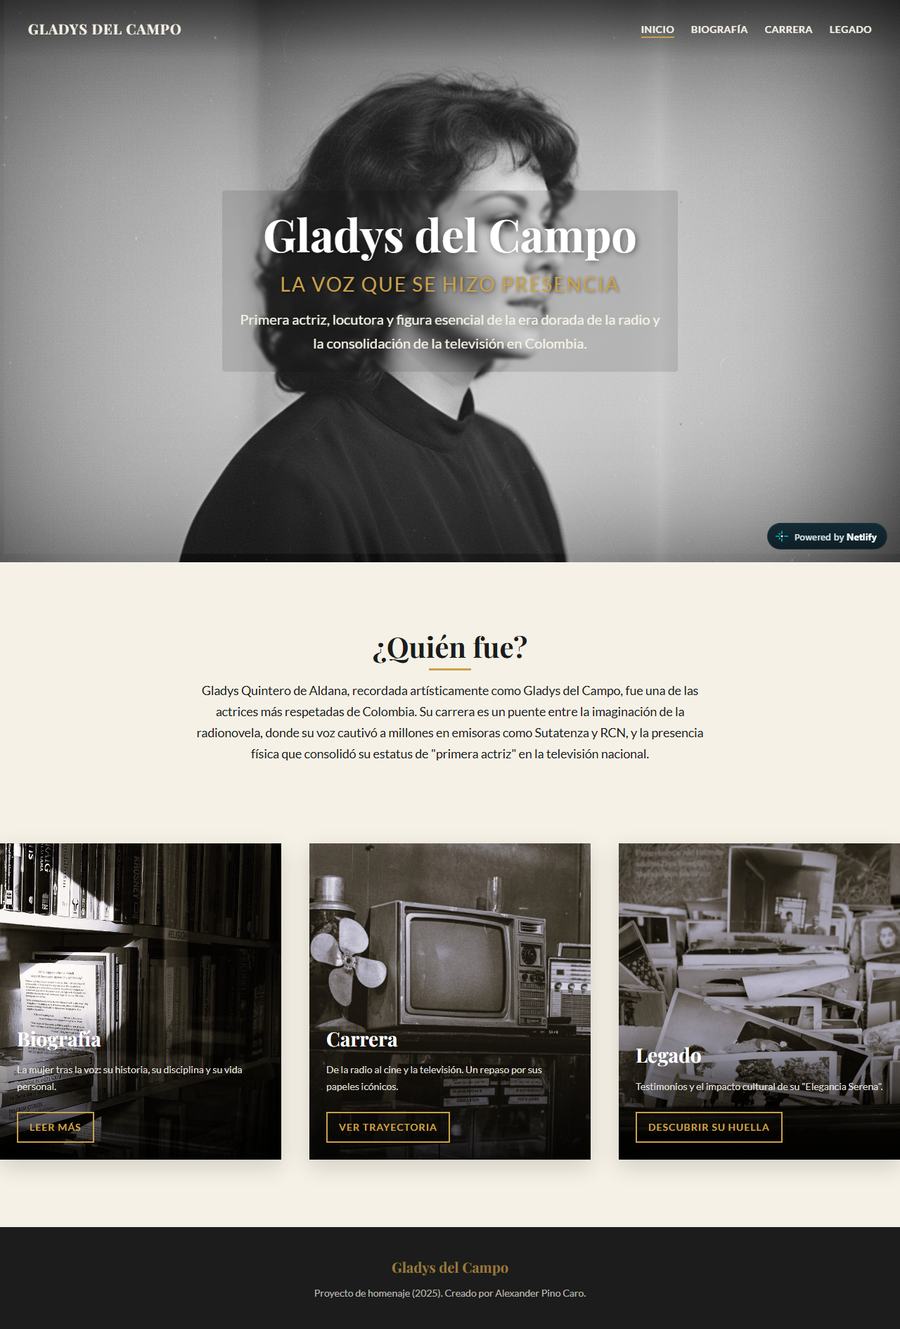 GLADYS DEL CAMPO
INICIO BIOGRAFÍA CARRERA LEGADO
Gladys del Campo
LA VOZ QUE SE HIZO PRESENCIA
Primera actriz, locutora y figura esencial de la era dorada de la radio y
la consolidación de la televisión en Colombia.
Powered by Netlify
¿Quién fue?
Gladys Quintero de Aldana, recordada artísticamente como Gladys del Campo, fue una de las
actrices más respetadas de Colombia. Su carrera es un puente entre la imaginación de la
radionovela, donde su voz cautivó a millones en emisoras como Sutatenza y RCN, y la presencia
física que consolidó su estatus de "primera actriz" en la televisión nacional.
Biografía
La mujer tras la voz: su historia, su disciplina y su vida
personal.
LEER MÁS
Carrera
De la radio al cine y la televisión. Un repaso por sus
papeles icónicos.
VER TRAYECTORIA
Legado
Testimonios y el impacto cultural de su "Elegancia Serena".
DESCUBRIR SU HUELLA
Gladys del Campo
Proyecto de homenaje (2025). Creado por Alexander Pino Caro.